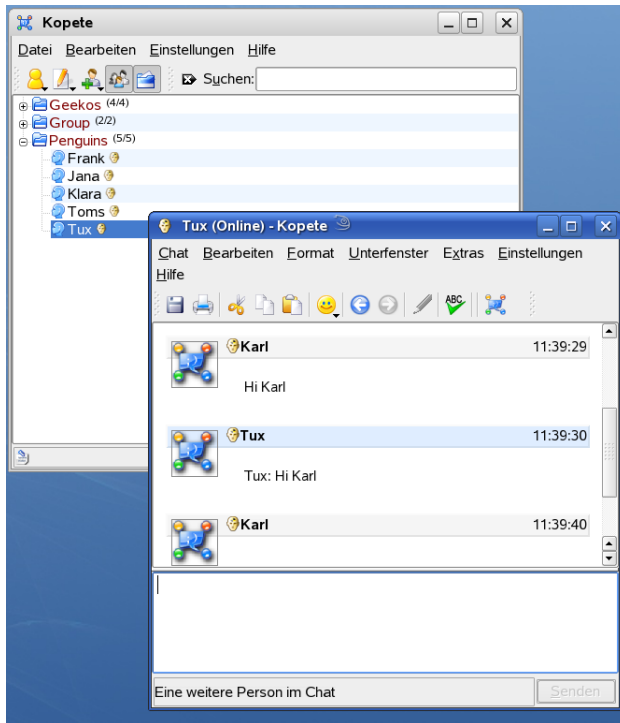 Kopete
Datei Bearbeiten Einstellungen Hilfe
Suchen:
Geekos (4/4)
Group (2/2)
Penguins (5/5)
Frank
Jana
Klara
Toms
Tux
Tux (Online) - Kopete
Chat Bearbeiten Format Unterfenster Extras Einstellungen
Hilfe
ABC
Karl 11:39:29
Hi Karl
Tux 11:39:30
Tux: Hi Karl
Karl 11:39:40
Eine weitere Person im Chat
Senden